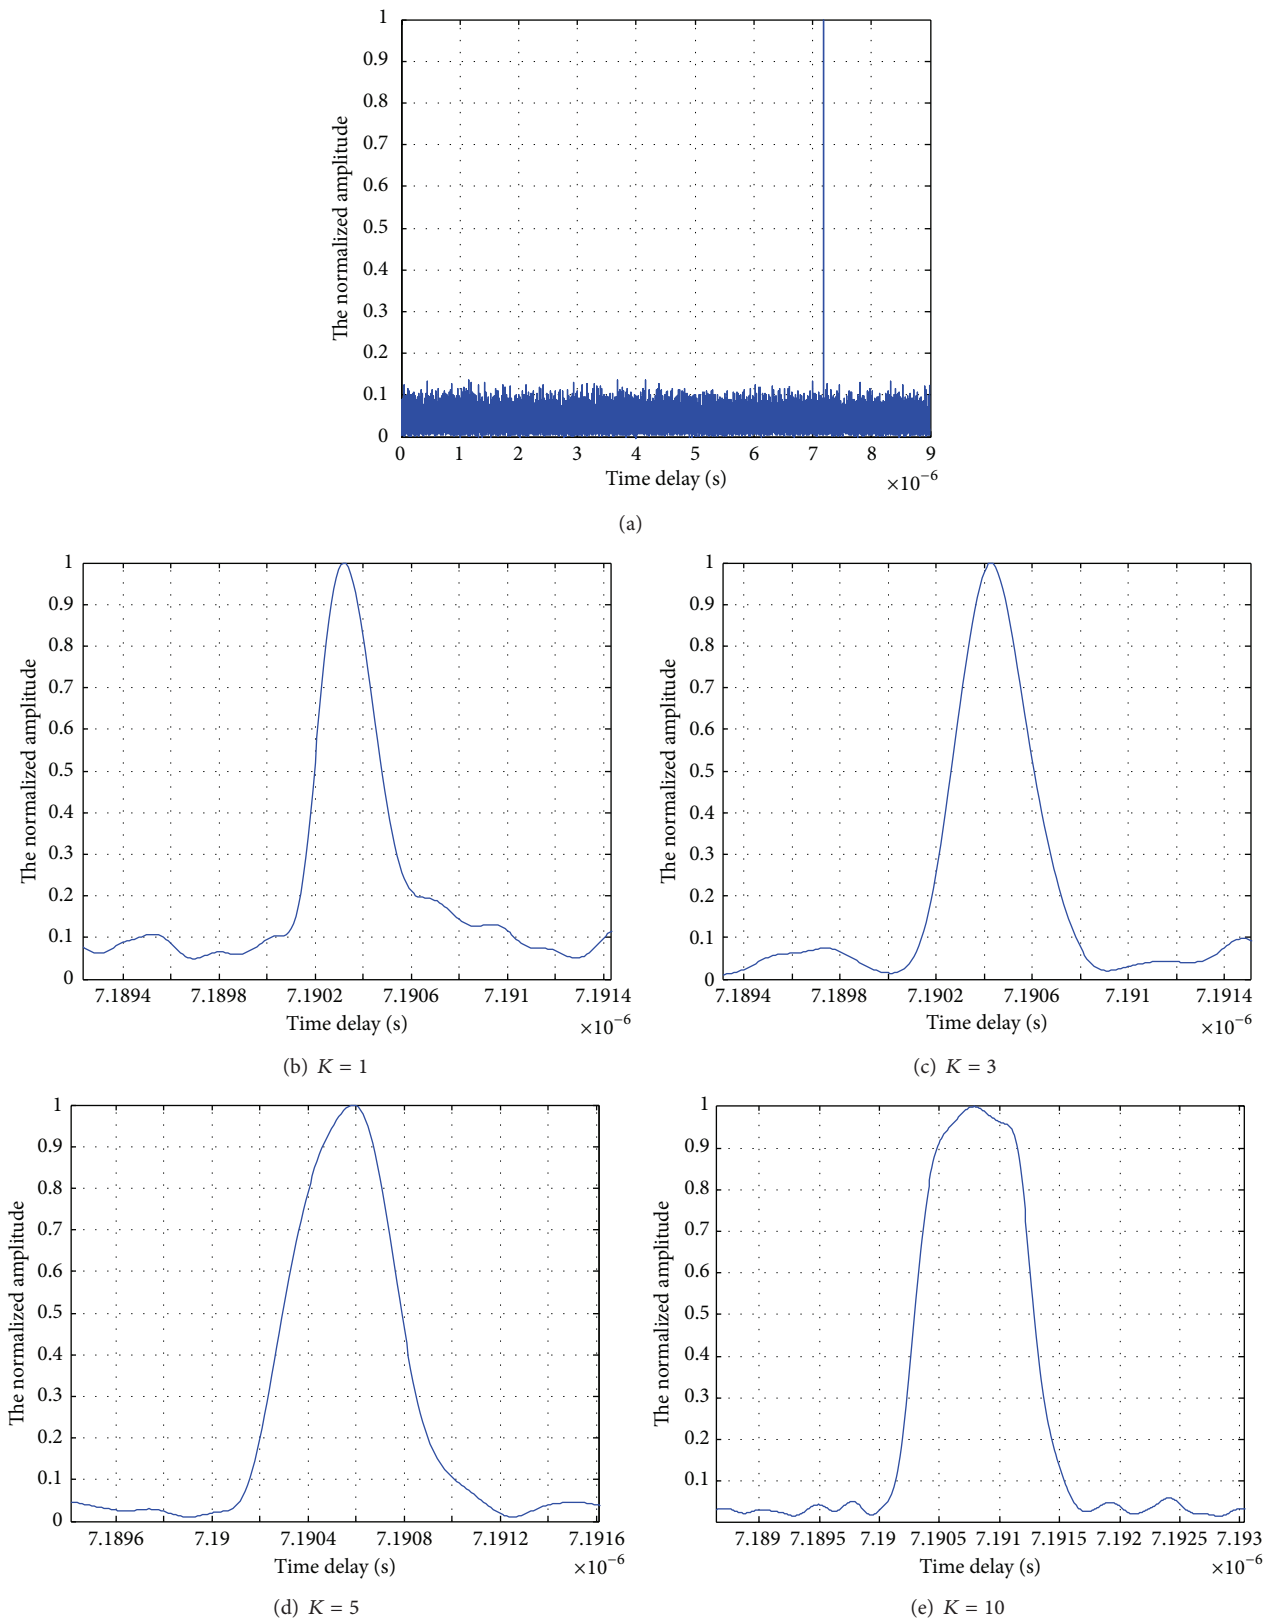 The normalized amplitude
1
0.9
0.8
0.7
0.6
0.5
0.4
0.3
0.2
0.1
0
0 1 2 3 4 5 6 7 8 9
Time delay (s)
×10⁻⁶
(a)
The normalized amplitude
1
0.9
0.8
0.7
0.6
0.5
0.4
0.3
0.2
0.1
0
7.1894 7.1898 7.1902 7.1906 7.191 7.1914
Time delay (s)
×10⁻⁶
(b) K = 1
The normalized amplitude
1
0.9
0.8
0.7
0.6
0.5
0.4
0.3
0.2
0.1
0
7.1894 7.1898 7.1902 7.1906 7.191 7.1914
Time delay (s)
×10⁻⁶
(c) K = 3
The normalized amplitude
1
0.9
0.8
0.7
0.6
0.5
0.4
0.3
0.2
0.1
0
7.1896 7.19 7.1904 7.1908 7.1912 7.1916
Time delay (s)
×10⁻⁶
(d) K = 5
The normalized amplitude
1
0.9
0.8
0.7
0.6
0.5
0.4
0.3
0.2
0.1
7.189 7.1895 7.19 7.1905 7.191 7.1915 7.192 7.1925 7.193
Time delay (s)
×10⁻⁶
(e) K = 10